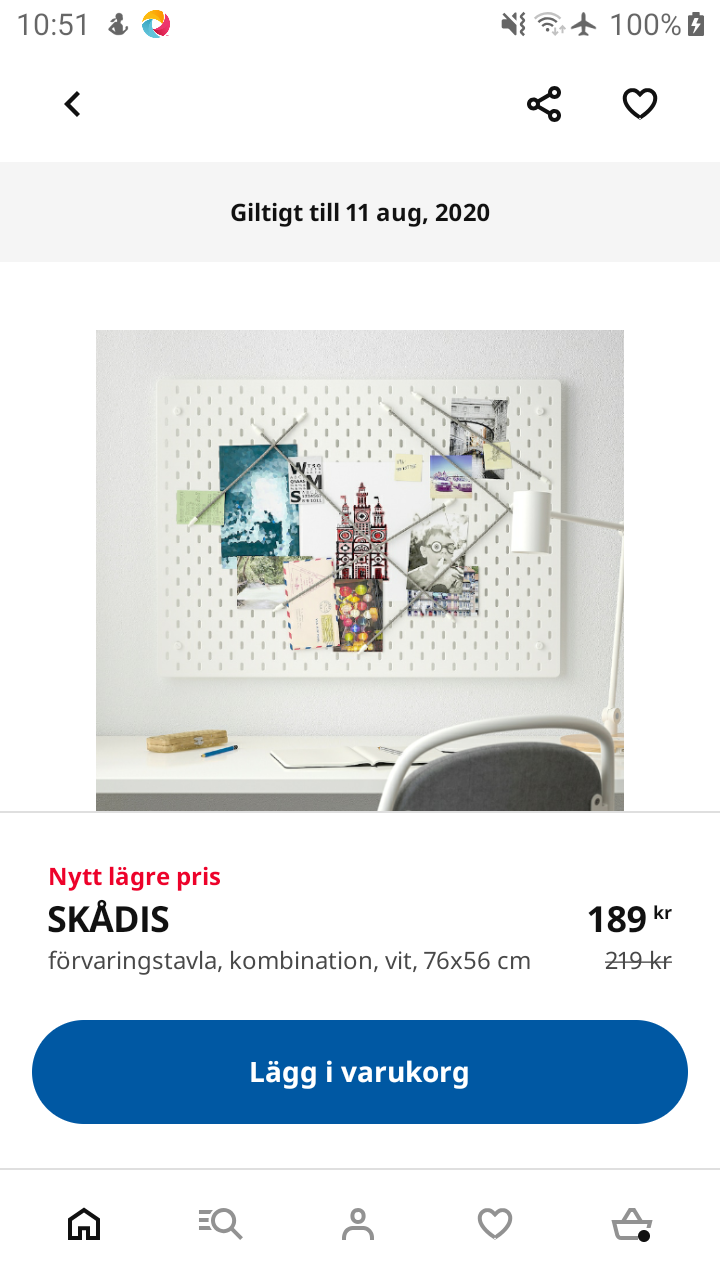 10:51
100%
Giltigt till 11 aug, 2020
W
M
S
Nytt lägre pris
SKÅDIS
189 kr
förvaringstavla, kombination, vit, 76x56 cm
219 kr
Lägg i varukorg